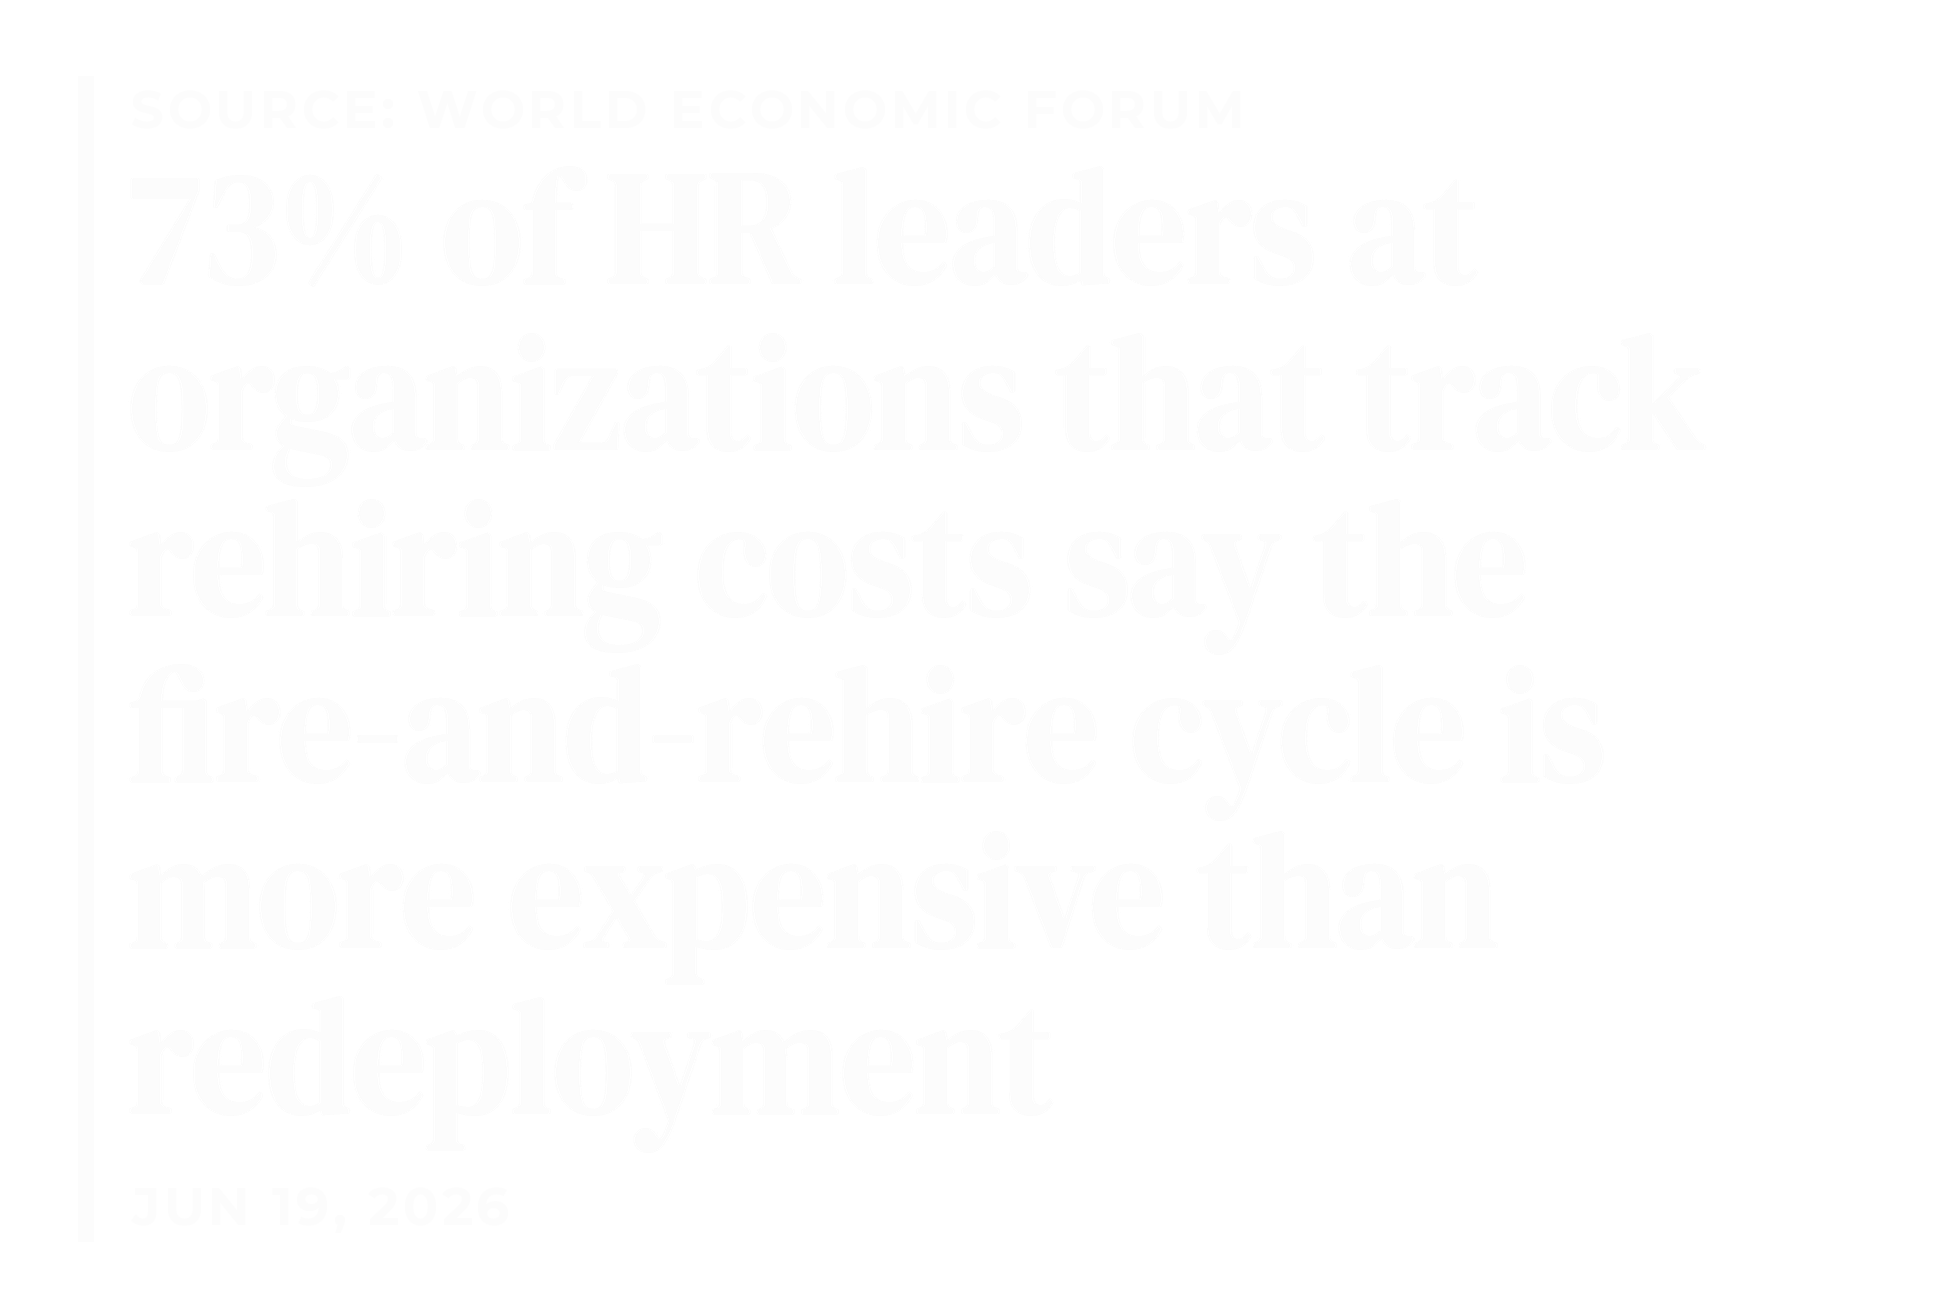 SOURCE: WORLD ECONOMIC FORUM
73% of HR leaders at
organizations that track
rehiring costs say the
fire-and-rehire cycle is
more expensive than
redeployment
JUN 19, 2026